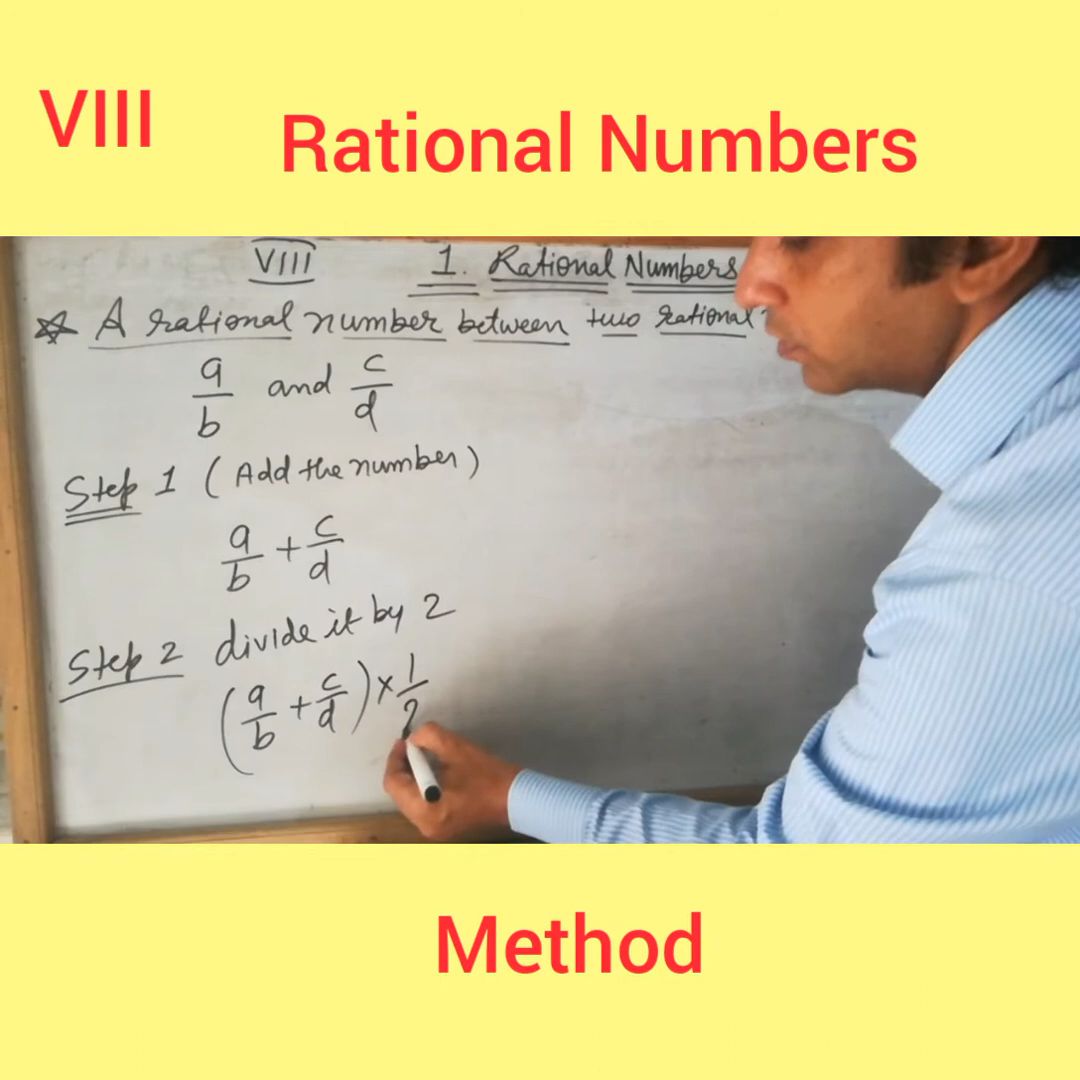 VIII
Rational Numbers
VIII 1. Rational Numbers
☆ A rational number between two rational
a/b and c/d
Step 1 (Add the number)
a/b + c/d
Step 2 divide it by 2
(a/b + c/d) × 1/2
Method